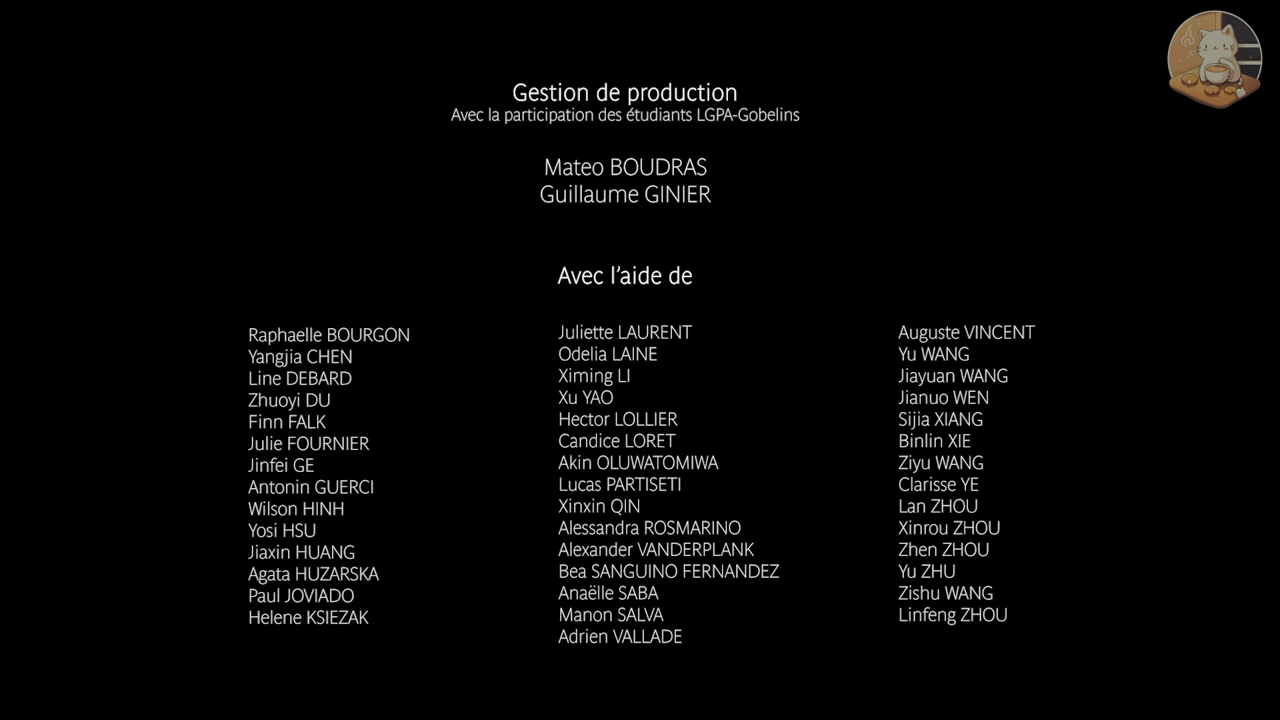 Gestion de production
Avec la participation des étudiants LGPA-Gobelins
Mateo BOUDRAS
Guillaume GINIER
Avec l'aide de
Raphaelle BOURGON
Yangjia CHEN
Line DEBARD
Zhuoyi DU
Finn FALK
Julie FOURNIER
Jinfei GE
Antonin GUERCI
Wilson HINH
Yosi HSU
Jiaxin HUANG
Agata HUZARSKA
Paul JOVIADO
Helene KSIEZAK
Juliette LAURENT
Odelia LAINE
Ximing LI
Xu YAO
Hector LOLLIER
Candice LORET
Akin OLUWATOMIWA
Lucas PARTISETI
Xinxin QIN
Alessandra ROSMARINO
Alexander VANDERPLANK
Bea SANGUINO FERNANDEZ
Anaëlle SABA
Manon SALVA
Adrien VALLADE
Auguste VINCENT
Yu WANG
Jiayuan WANG
Jianuo WEN
Sijia XIANG
Binlin XIE
Ziyu WANG
Clarisse YE
Lan ZHOU
Xinrou ZHOU
Zhen ZHOU
Yu ZHU
Zishu WANG
Linfeng ZHOU